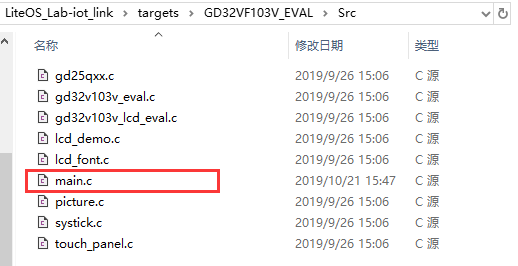 LiteOS_Lab-iot_link > targets > GD32VF103V_EVAL > Src
名称 修改日期 类型
gd25qxx.c 2019/9/26 15:06 C 源
gd32v103v_eval.c 2019/9/26 15:06 C 源
gd32v103v_lcd_eval.c 2019/9/26 15:06 C 源
lcd_demo.c 2019/9/26 15:06 C 源
lcd_font.c 2019/9/26 15:06 C 源
main.c 2019/10/21 15:47 C 源
picture.c 2019/9/26 15:06 C 源
systick.c 2019/9/26 15:06 C 源
touch_panel.c 2019/9/26 15:06 C 源